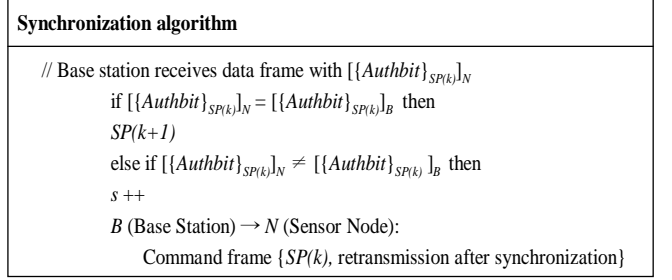 Synchronization algorithm
// Base station receives data frame with [{Authbit}SP(k)]N
if [{Authbit}SP(k)]N = [{Authbit}SP(k)]B then
SP(k+1)
else if [{Authbit}SP(k)]N ≠ [{Authbit}SP(k) ]B then
s ++
B (Base Station) → N (Sensor Node):
Command frame {SP(k), retransmission after synchronization}